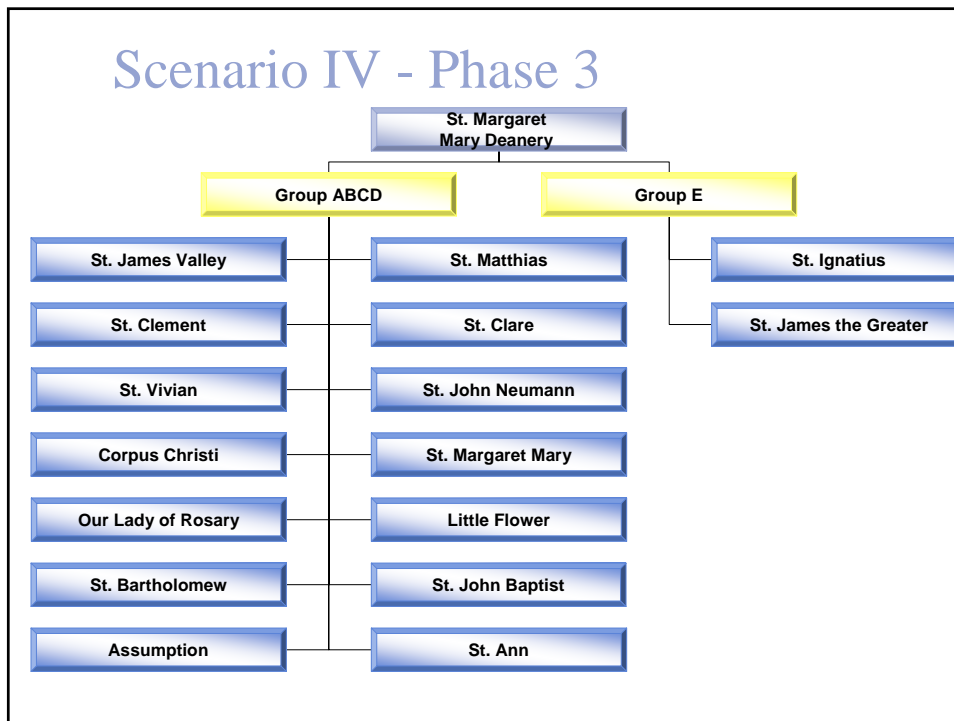 Scenario IV - Phase 3
St. Margaret
Mary Deanery
Group ABCD
Group E
St. James Valley
St. Matthias
St. Ignatius
St. Clement
St. Clare
St. James the Greater
St. Vivian
St. John Neumann
Corpus Christi
St. Margaret Mary
Our Lady of Rosary
Little Flower
St. Bartholomew
St. John Baptist
Assumption
St. Ann